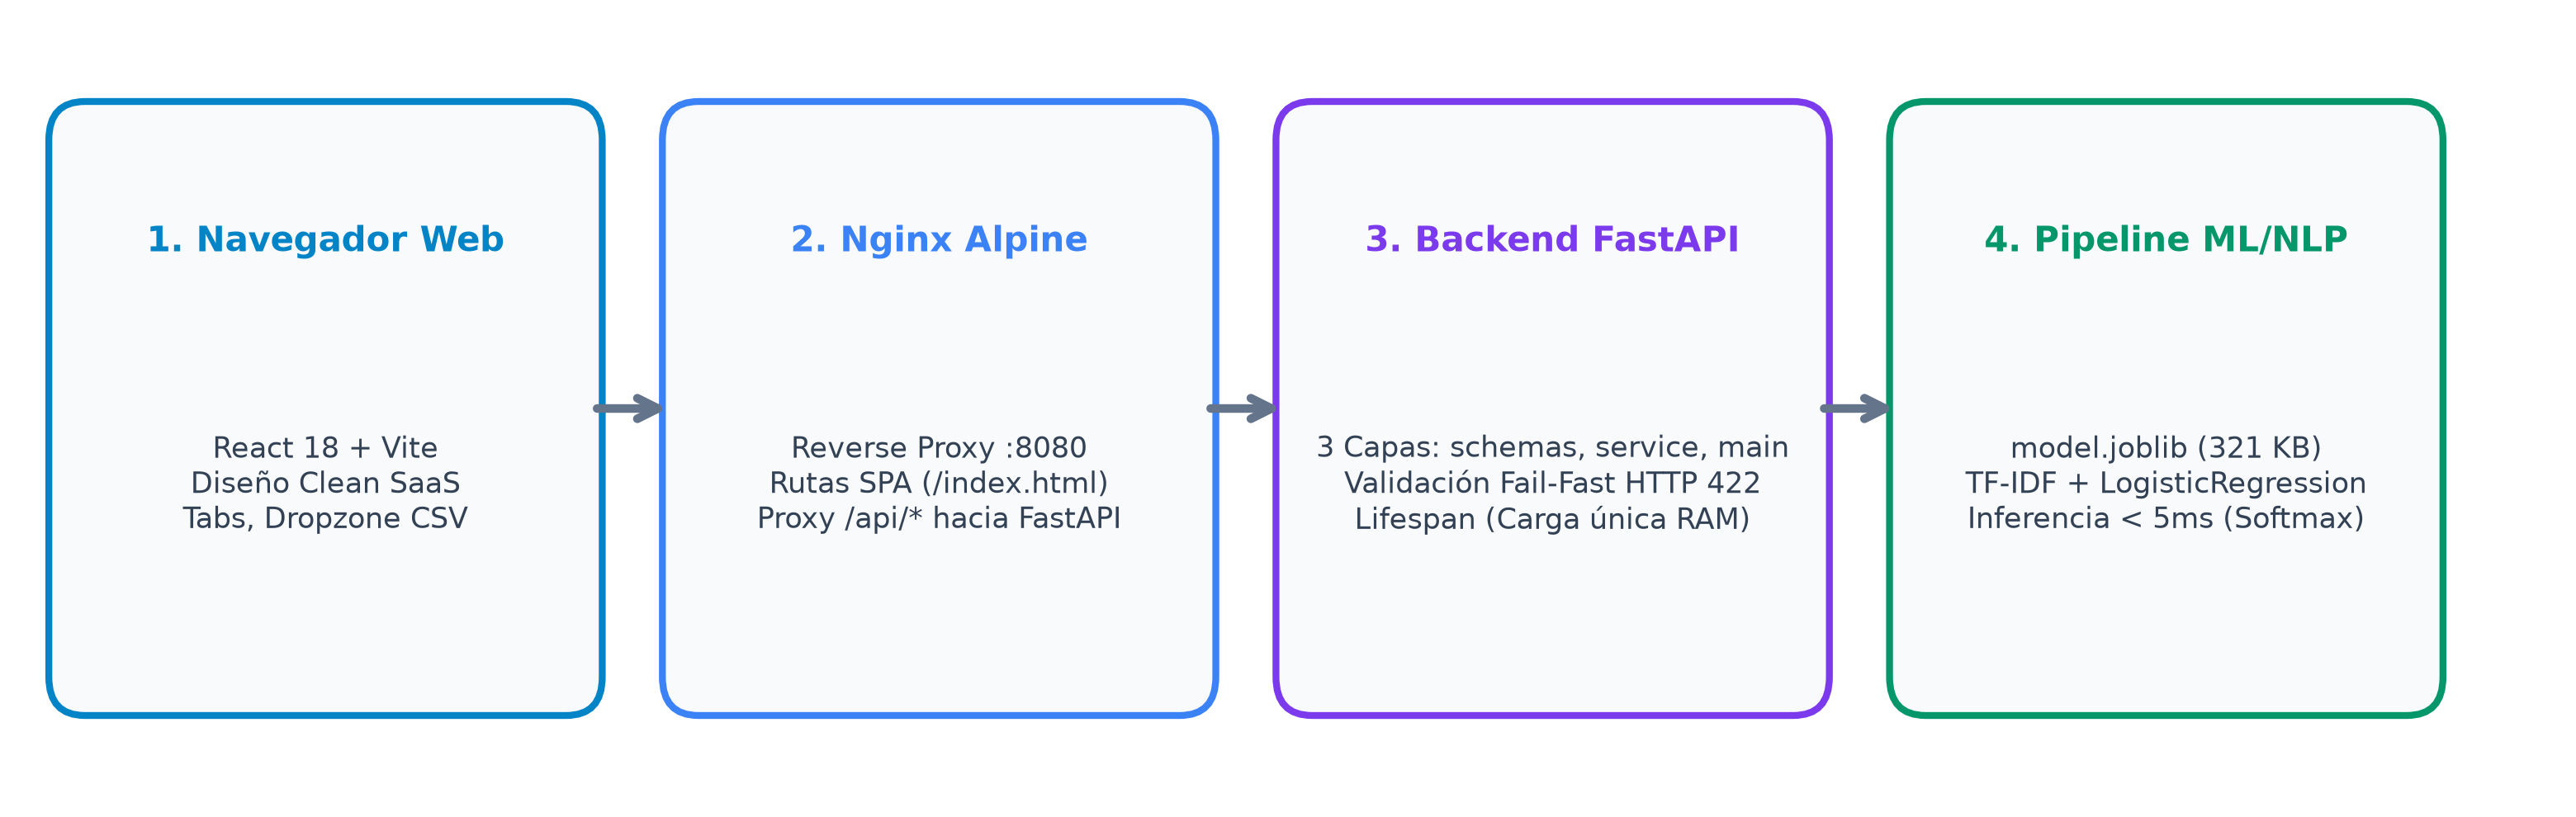 1. Navegador Web
React 18 + Vite
Diseño Clean SaaS
Tabs, Dropzone CSV
2. Nginx Alpine
Reverse Proxy :8080
Rutas SPA (/index.html)
Proxy /api/* hacia FastAPI
3. Backend FastAPI
3 Capas: schemas, service, main
Validación Fail-Fast HTTP 422
Lifespan (Carga única RAM)
4. Pipeline ML/NLP
model.joblib (321 KB)
TF-IDF + LogisticRegression
Inferencia < 5ms (Softmax)